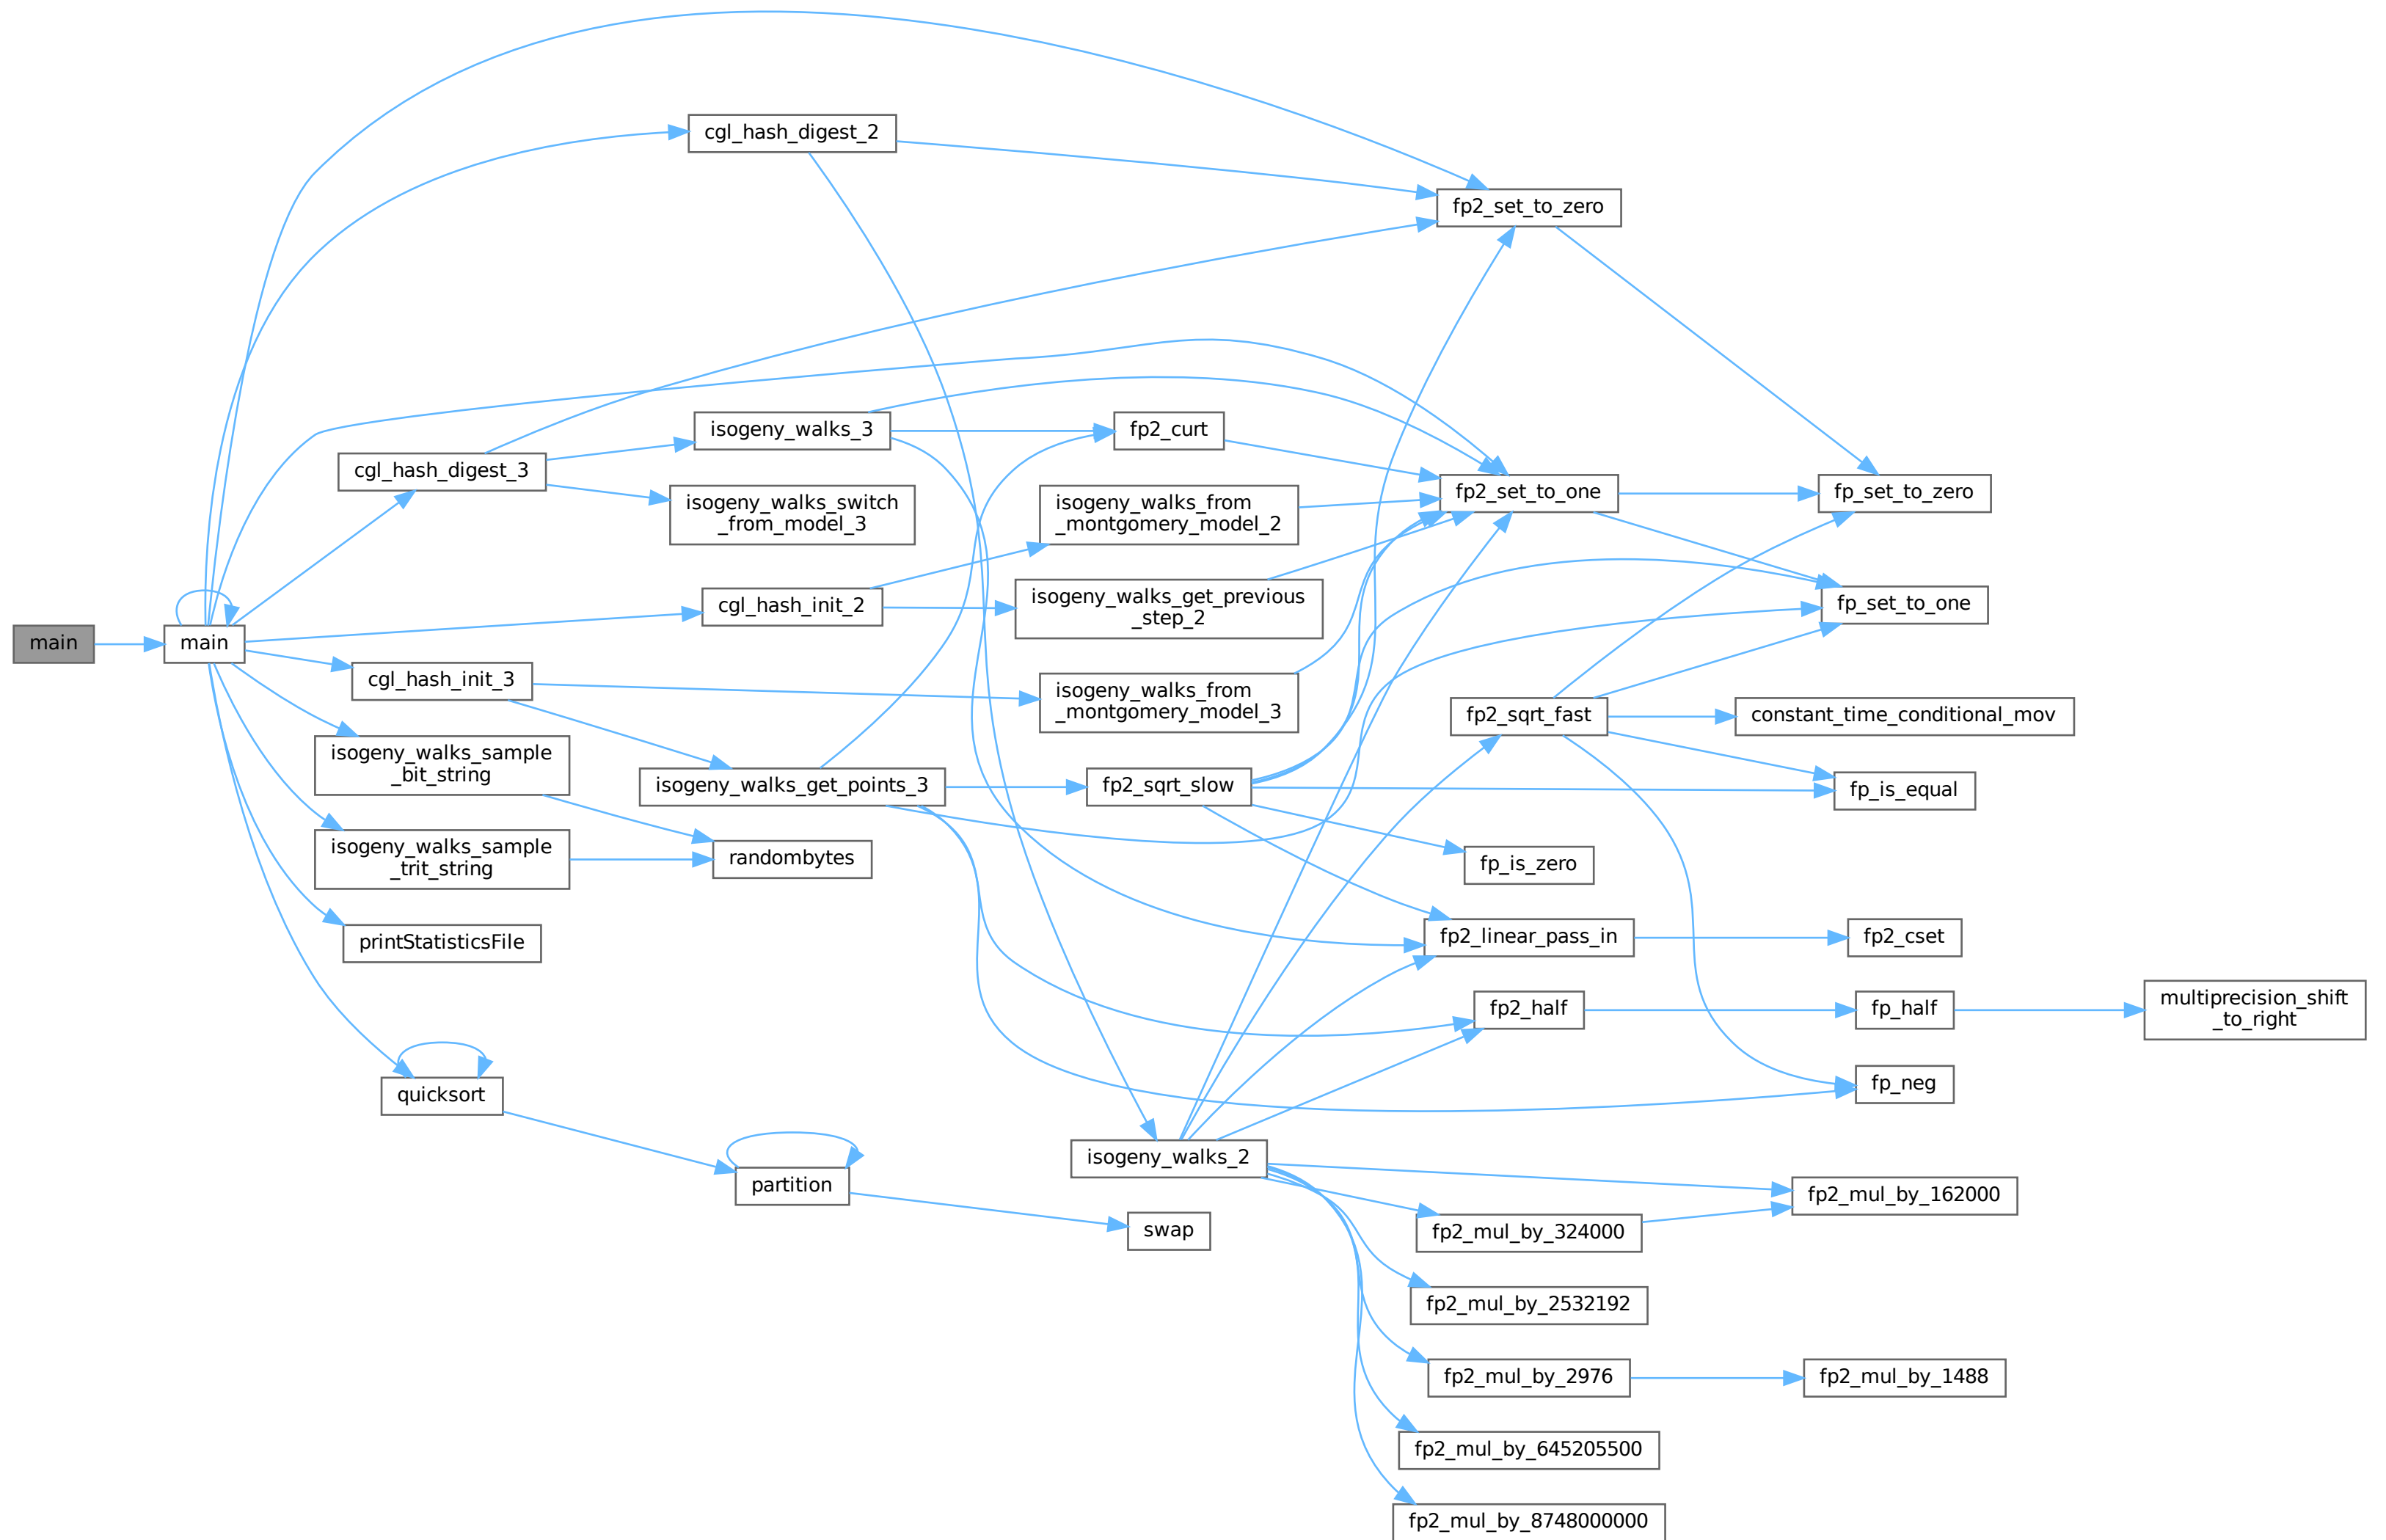 cgl_hash_digest_2
fp2_set_to_zero
isogeny_walks_3
fp2_curt
cgl_hash_digest_3
isogeny_walks_switch
_from_model_3
isogeny_walks_from
_montgomery_model_2
fp2_set_to_one
fp_set_to_zero
cgl_hash_init_2
isogeny_walks_get_previous
_step_2
fp_set_to_one
main
main
cgl_hash_init_3
isogeny_walks_from
_montgomery_model_3
fp2_sqrt_fast
constant_time_conditional_mov
isogeny_walks_sample
_bit_string
isogeny_walks_get_points_3
fp2_sqrt_slow
fp_is_equal
isogeny_walks_sample
_trit_string
randombytes
fp_is_zero
printStatisticsFile
fp2_linear_pass_in
fp2_cset
fp2_half
fp_half
multiprecision_shift
_to_right
quicksort
fp_neg
isogeny_walks_2
partition
fp2_mul_by_162000
swap
fp2_mul_by_324000
fp2_mul_by_2532192
fp2_mul_by_2976
fp2_mul_by_1488
fp2_mul_by_645205500
fp2_mul_by_8748000000